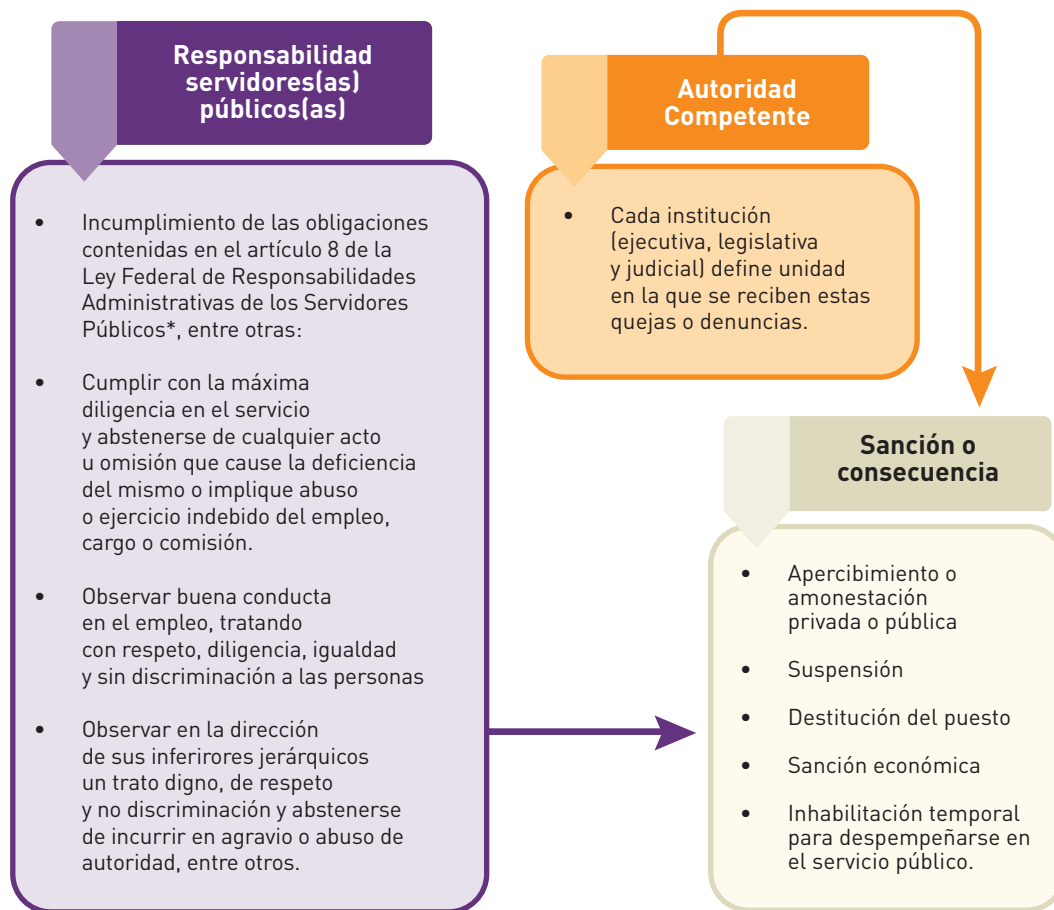 Responsabilidad
servidores(as)
públicos(as)
• Incumplimiento de las obligaciones
contenidas en el artículo 8 de la
Ley Federal de Responsabilidades
Administrativas de los Servidores
Públicos*, entre otras:
• Cumplir con la máxima
diligencia en el servicio
y abstenerse de cualquier acto
u omisión que cause la deficiencia
del mismo o implique abuso
o ejercicio indebido del empleo,
cargo o comisión.
• Observar buena conducta
en el empleo, tratando
con respeto, diligencia, igualdad
y sin discriminación a las personas
• Observar en la dirección
de sus inferirores jerárquicos
un trato digno, de respeto
y no discriminación y abstenerse
de incurrir en agravio o abuso de
autoridad, entre otros.
Autoridad
Competente
• Cada institución
(ejecutiva, legislativa
y judicial) define unidad
en la que se reciben estas
quejas o denuncias.
Sanción o
consecuencia
• Apercibimiento o
amonestación
privada o pública
• Suspensión
• Destitución del puesto
• Sanción económica
• Inhabilitación temporal
para despempeñarse en
el servicio público.